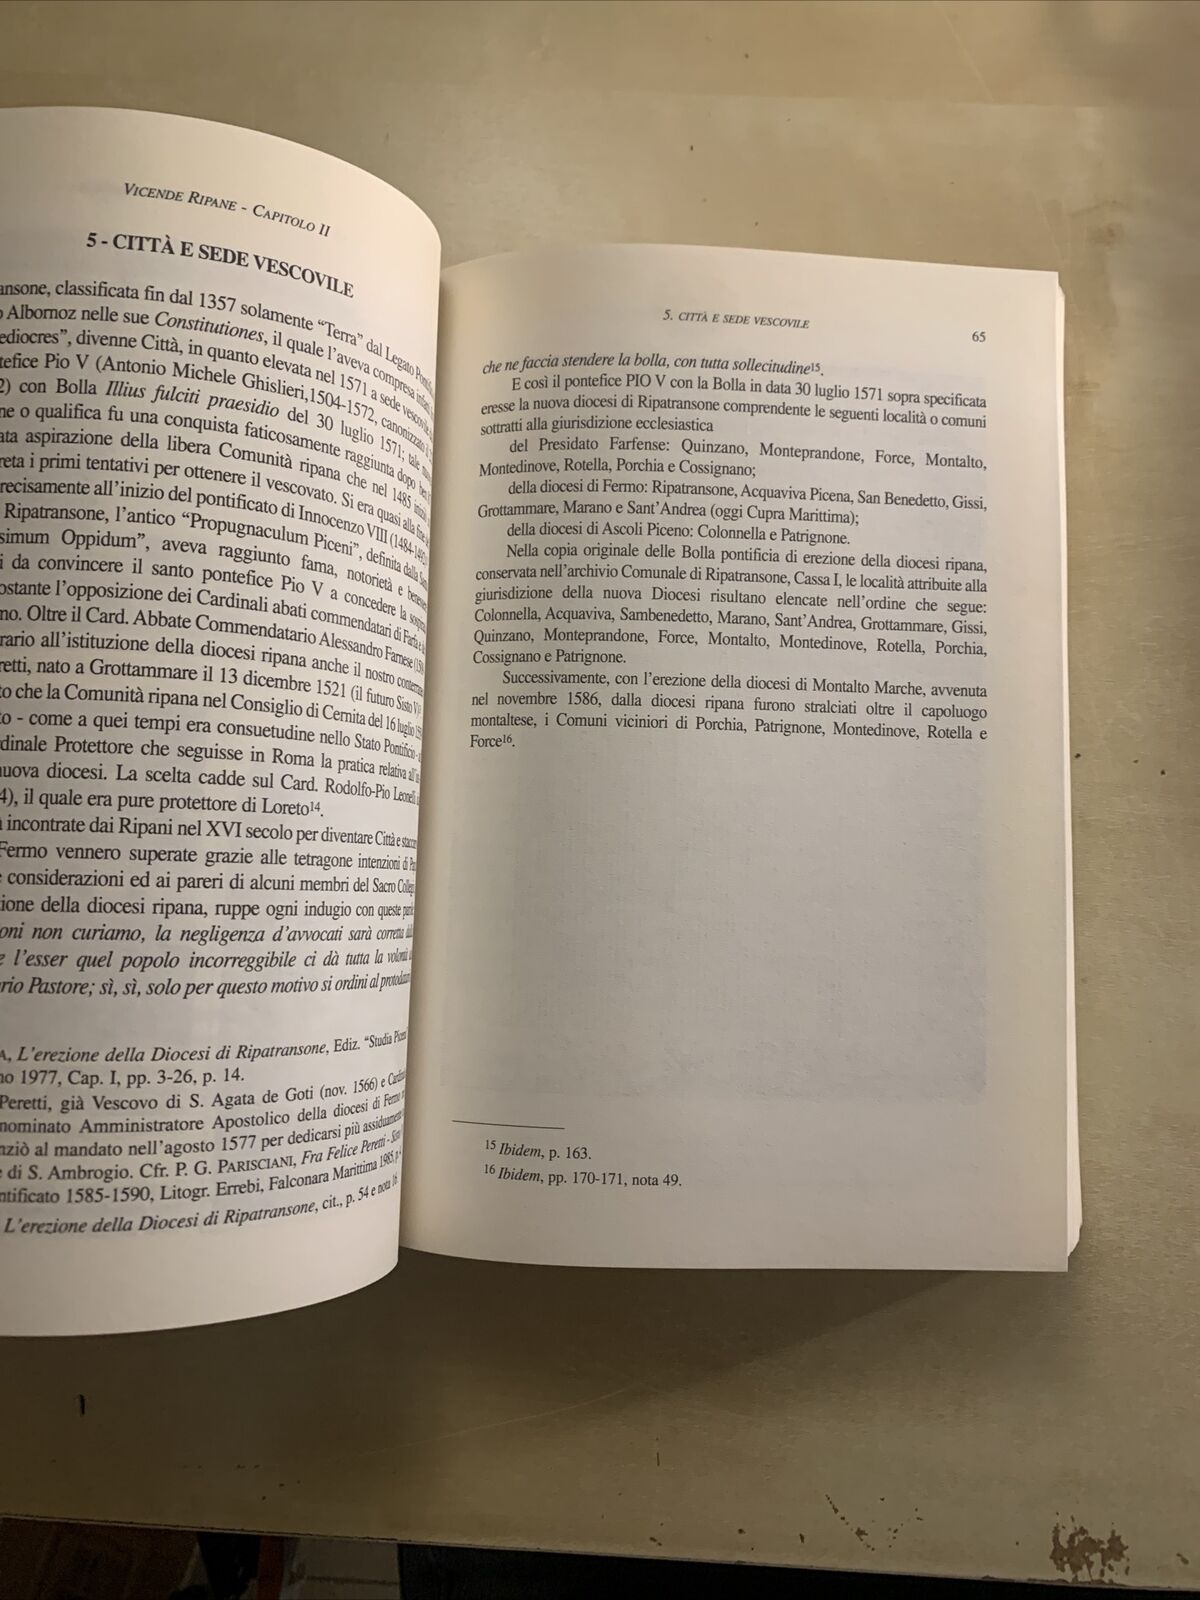 VICENDE RIPANE - CAPITOLO II
5 - CITTÀ E SEDE VESCOVILE
ansone, classificata fin dal 1357 solamente “Terra” dal Legato
Albornoz nelle sue Constitutiones, il quale l’aveva compresa
ediocres”, divenne Città, in quanto elevata nel 1571 a sede vescovile
tefice Pio V (Antonio Michele Ghislieri,1504-1572, canonizzato
2) con Bolla Illius fulciti praesidio del 30 luglio 1571; tale
ne o qualifica fu una conquista faticosamente raggiunta dopo
ata aspirazione della libera Comunità ripana che nel 1485
reta i primi tentativi per ottenere il vescovato. Si era quasi alla fine
recisamente all’inizio del pontificato di Innocenzo VIII (1484-1492)
Ripatransone, l’antico “Propugnaculum Piceni”, definita dalla
simum Oppidum”, aveva raggiunto fama, notorietà e
i da convincere il santo pontefice Pio V a concedere la
ostante l’opposizione dei Cardinali abati commendatari di Farfa e
mo. Oltre il Card. Abbate Commendatario Alessandro Farnese
rario all’istituzione della diocesi ripana anche il nostro
retti, nato a Grottammare il 13 dicembre 1521 (il futuro Sisto V
to che la Comunità ripana nel Consiglio di Cernita del 16 luglio
to - come a quei tempi era consuetudine nello Stato Pontificio -
dinale Protettore che seguisse in Roma la pratica relativa
nuova diocesi. La scelta cadde sul Card. Rodolfo-Pio
4), il quale era pure protettore di Loreto14.
à incontrate dai Ripani nel XVI secolo per diventare Città e
Fermo vennero superate grazie alle tetragone intenzioni di
e considerazioni ed ai pareri di alcuni membri del Sacro
ione della diocesi ripana, ruppe ogni indugio con queste
oni non curiamo, la negligenza d’avvocati sarà corretta
e l’esser quel popolo incorreggibile ci dà tutta la volontà
rio Pastore; sì, sì, solo per questo motivo si ordini al
A, L’erezione della Diocesi di Ripatransone, Ediz. “Studia
no 1977, Cap. I, pp. 3-26, p. 14.
Peretti, già Vescovo di S. Agata de Goti (nov. 1566) e
nominato Amministratore Apostolico della diocesi di Fermo
nziò al mandato nell’agosto 1577 per dedicarsi più assiduamente
e di S. Ambrogio. Cfr. P. G. PARISCIANI, Fra Felice Peretti -
ntificato 1585-1590, Litogr. Errebi, Falconara Marittima 1985,
L’erezione della Diocesi di Ripatransone, cit., p. 54 e nota 16.
5. CITTÀ E SEDE VESCOVILE
65
che ne faccia stendere la bolla, con tutta sollecitudine15.
E così il pontefice PIO V con la Bolla in data 30 luglio 1571 sopra specificata
eresse la nuova diocesi di Ripatransone comprendente le seguenti località o comuni
sottratti alla giurisdizione ecclesiastica
del Presidato Farfense: Quinzano, Monteprandone, Force, Montalto,
Montedinove, Rotella, Porchia e Cossignano;
della diocesi di Fermo: Ripatransone, Acquaviva Picena, San Benedetto, Gissi,
Grottammare, Marano e Sant’Andrea (oggi Cupra Marittima);
della diocesi di Ascoli Piceno: Colonnella e Patrignone.
Nella copia originale delle Bolla pontificia di erezione della diocesi ripana,
conservata nell’archivio Comunale di Ripatransone, Cassa I, le località attribuite alla
giurisdizione della nuova Diocesi risultano elencate nell’ordine che segue:
Colonnella, Acquaviva, Sambenedetto, Marano, Sant’Andrea, Grottammare, Gissi,
Quinzano, Monteprandone, Force, Montalto, Montedinove, Rotella, Porchia,
Cossignano e Patrignone.
Successivamente, con l’erezione della diocesi di Montalto Marche, avvenuta
nel novembre 1586, dalla diocesi ripana furono stralciati oltre il capoluogo
montaltese, i Comuni viciniori di Porchia, Patrignone, Montedinove, Rotella e
Force16.
15 Ibidem, p. 163.
16 Ibidem, pp. 170-171, nota 49.